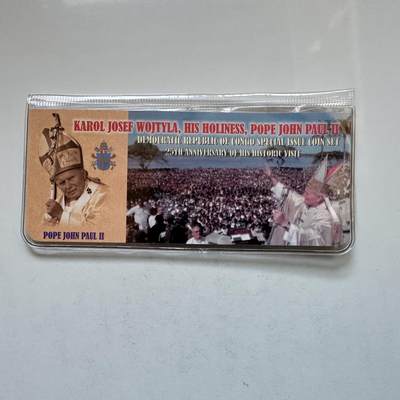 KAROL JOSEF WOJTYLA, HIS HOLINESS, POPE JOHN PAUL II
DEMOCRATIC REPUBLIC OF CONGO SPECIAL ISSUE COIN SET
25TH ANNIVERSARY OF HIS HISTORIC VISIT
POPE JOHN PAUL II